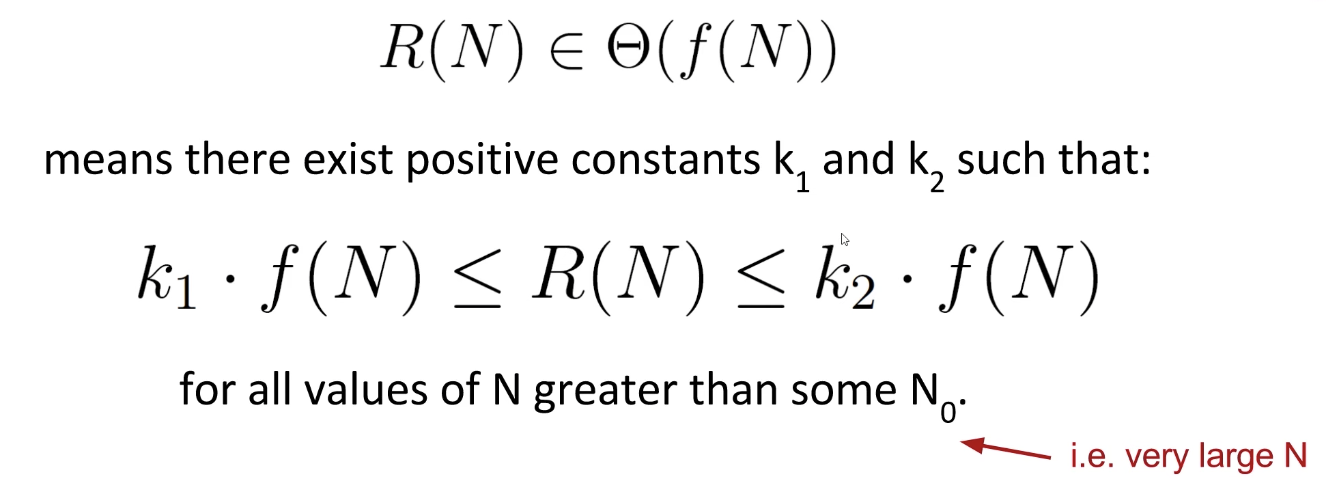 R(N) ∈ Θ(f(N))
means there exist positive constants k₁ and k₂ such that:
k₁ · f(N) ≤ R(N) ≤ k₂ · f(N)
for all values of N greater than some N₀.
i.e. very large N